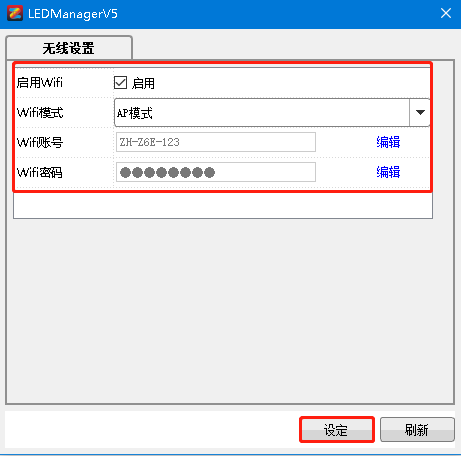 LEDManagerV5
无线设置
启用Wifi 启用
Wifi模式 AP模式
Wifi账号 ZH-Z6E-123 编辑
Wifi密码 ●●●●●●●● 编辑
设定 刷新